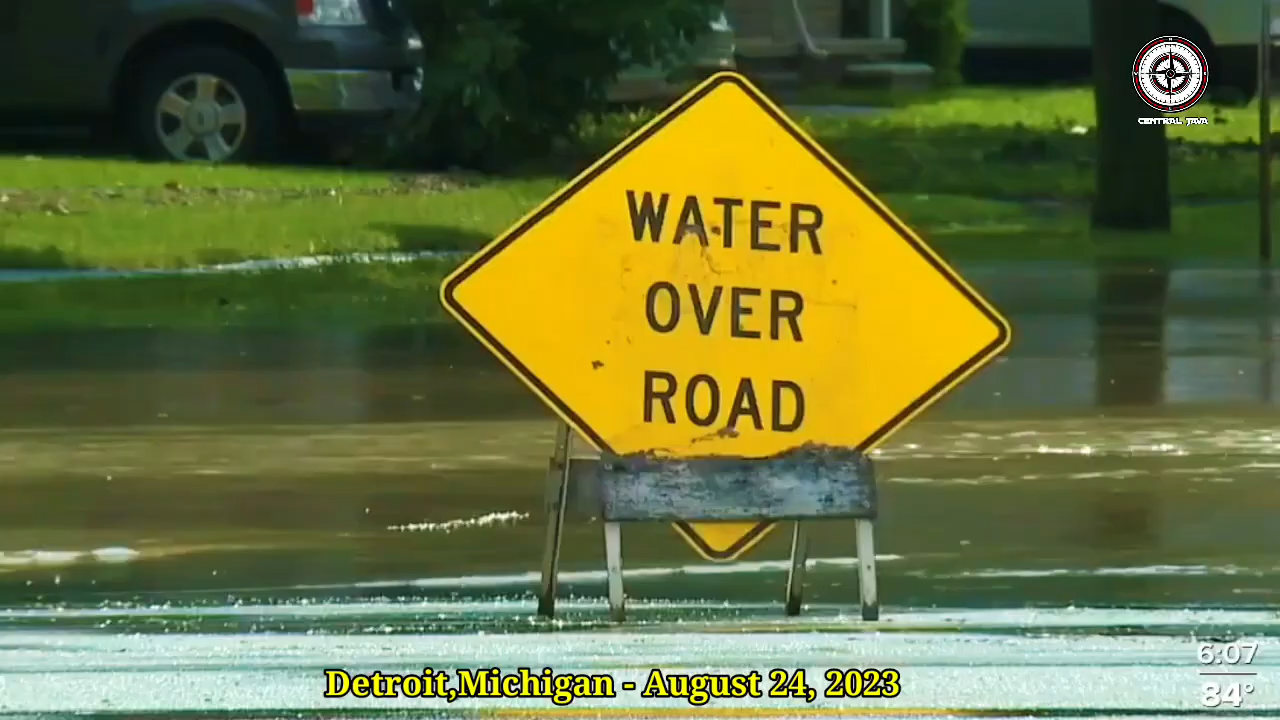 CENTRAL JAVA
WATER
OVER
ROAD
6:07
84°
Detroit,Michigan - August 24, 2023